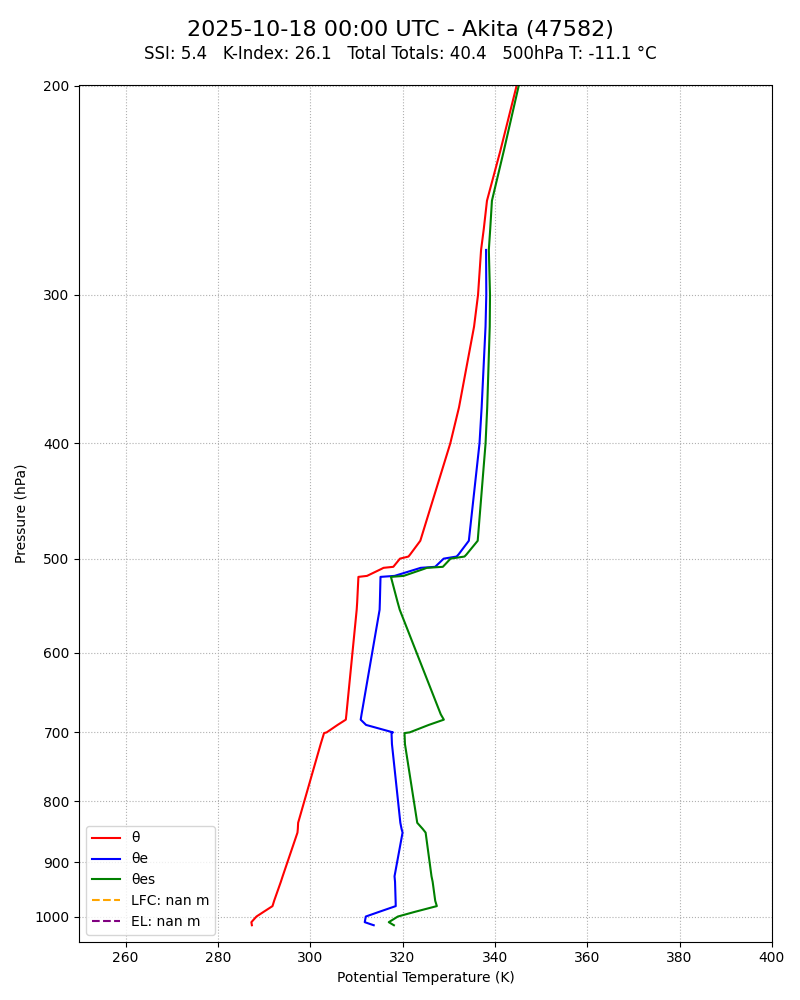 2025-10-18 00:00 UTC - Akita (47582)
SSI: 5.4   K-Index: 26.1   Total Totals: 40.4   500hPa T: -11.1 °C
200
300
400
500
600
700
800
900
1000
Pressure (hPa)
θ
θe
θes
LFC: nan m
EL: nan m
260 280 300 320 340 360 380 400
Potential Temperature (K)